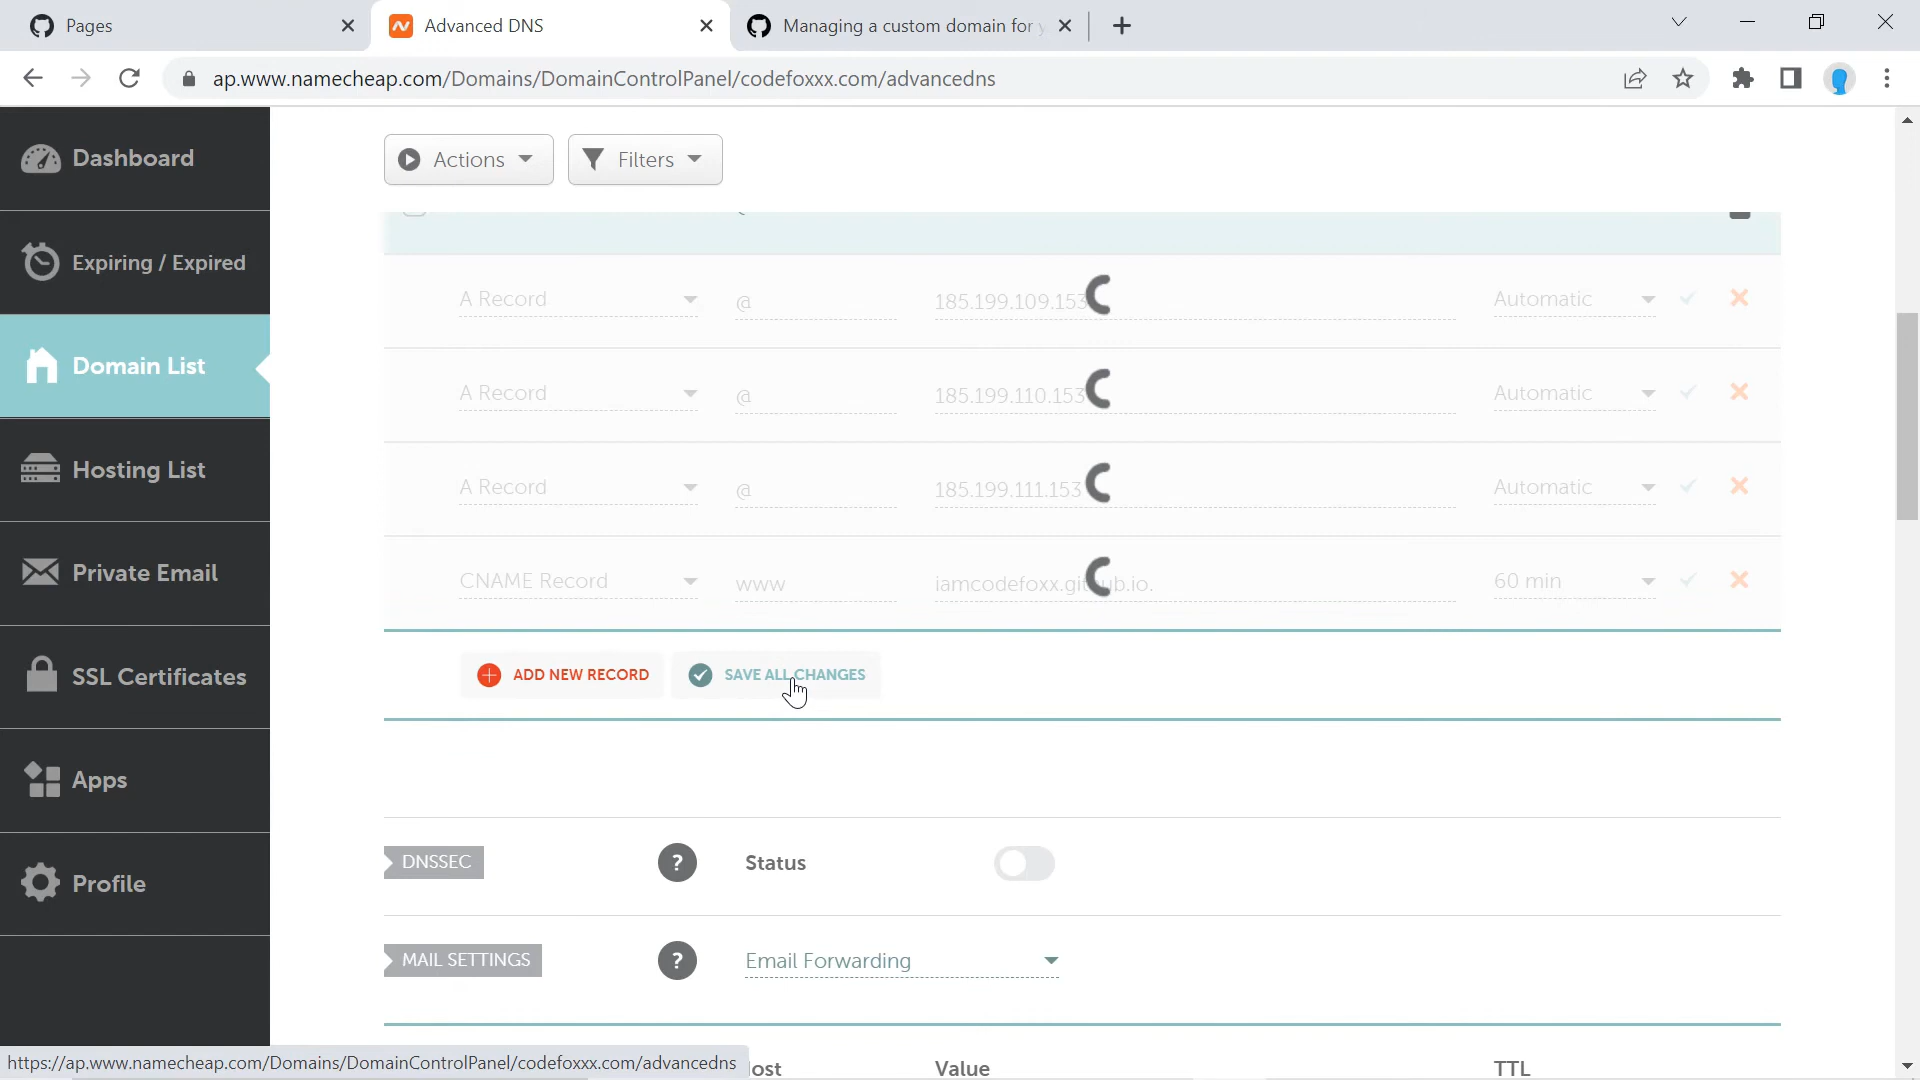 Pages
Advanced DNS
Managing a custom domain for y
ap.www.namecheap.com/Domains/DomainControlPanel/codefoxxx.com/advancedns
Dashboard
Expiring / Expired
Domain List
Hosting List
Private Email
SSL Certificates
Apps
Profile
Actions
Filters
A Record @ 185.199.109.153 Automatic
A Record @ 185.199.110.153 Automatic
A Record @ 185.199.111.153 Automatic
CNAME Record www iamcodefoxx.github.io. 60 min
ADD NEW RECORD SAVE ALL CHANGES
DNSSEC ? Status
MAIL SETTINGS ? Email Forwarding
ost Value TTL
https://ap.www.namecheap.com/Domains/DomainControlPanel/codefoxxx.com/advancedns